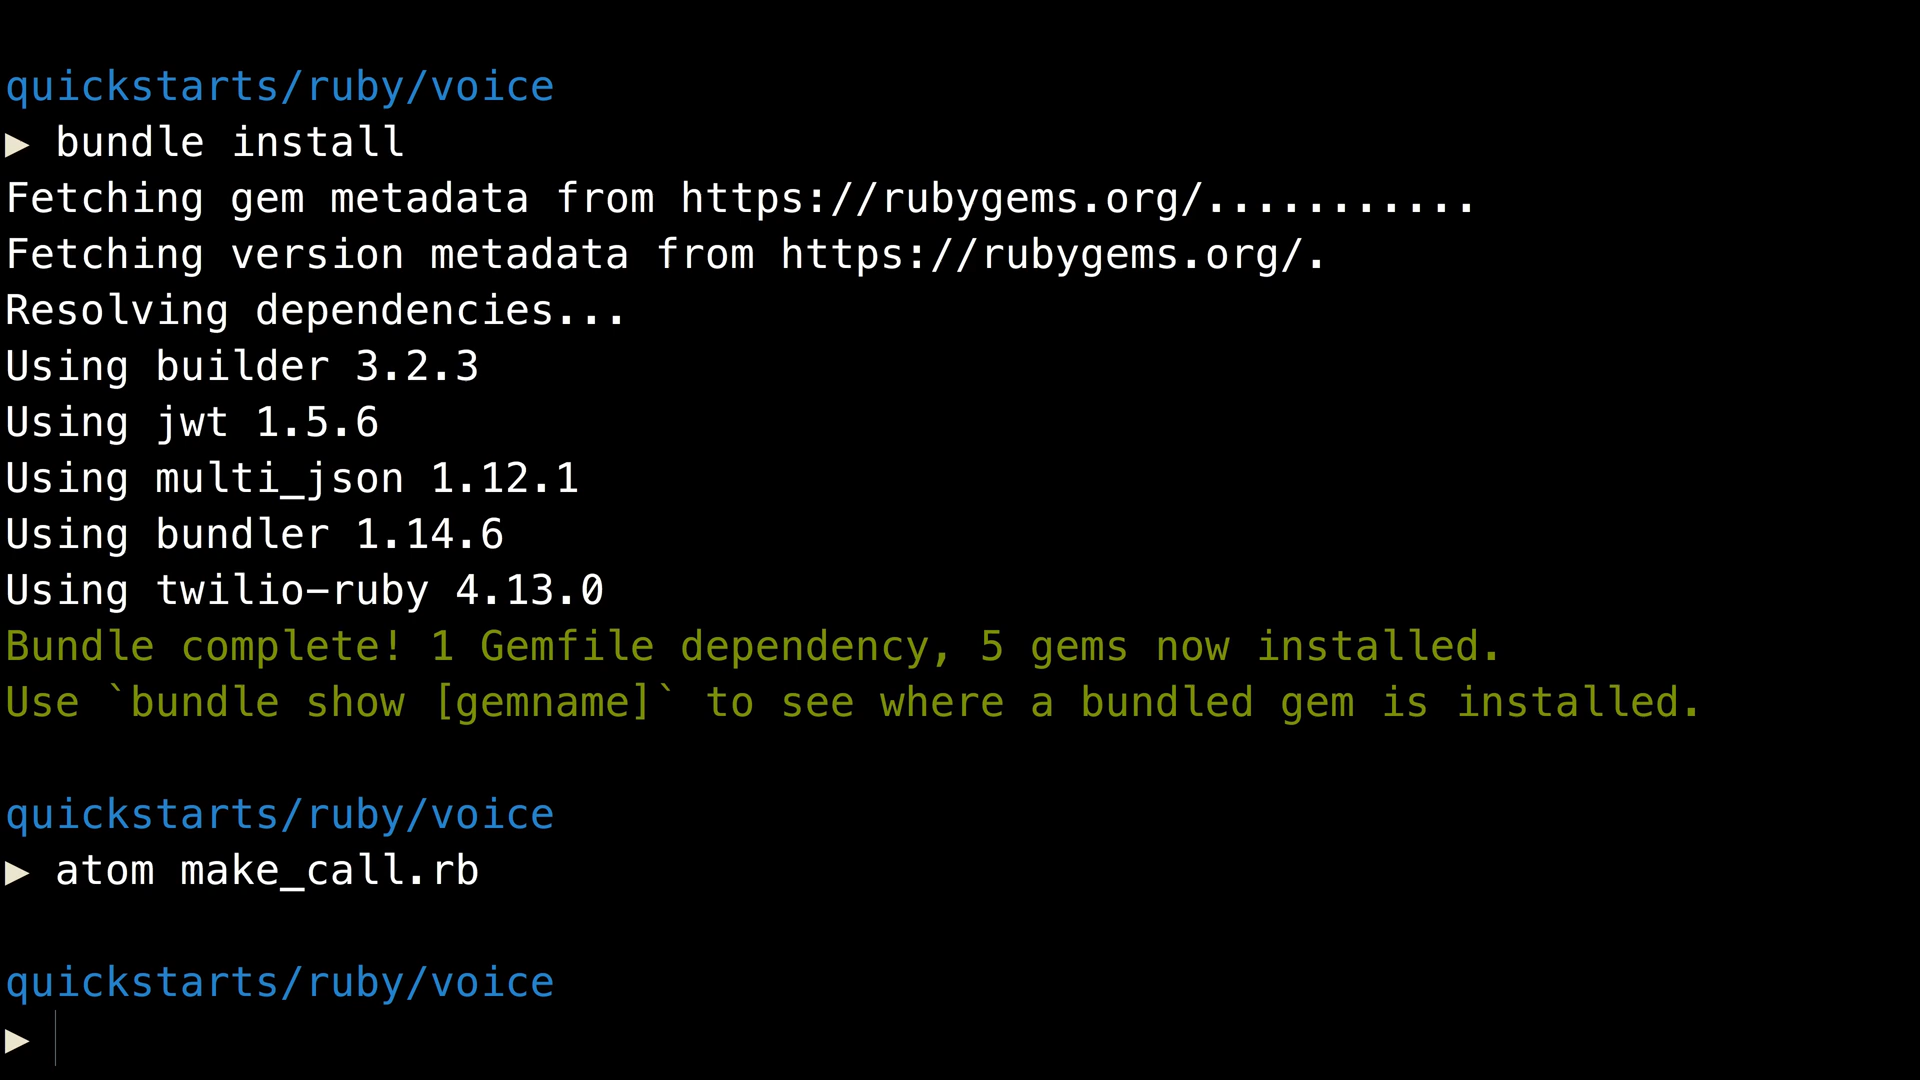 quickstarts/ruby/voice
▶ bundle install
Fetching gem metadata from https://rubygems.org/...........
Fetching version metadata from https://rubygems.org/.
Resolving dependencies...
Using builder 3.2.3
Using jwt 1.5.6
Using multi_json 1.12.1
Using bundler 1.14.6
Using twilio-ruby 4.13.0
Bundle complete! 1 Gemfile dependency, 5 gems now installed.
Use `bundle show [gemname]` to see where a bundled gem is installed.
quickstarts/ruby/voice
▶ atom make_call.rb
quickstarts/ruby/voice
▶